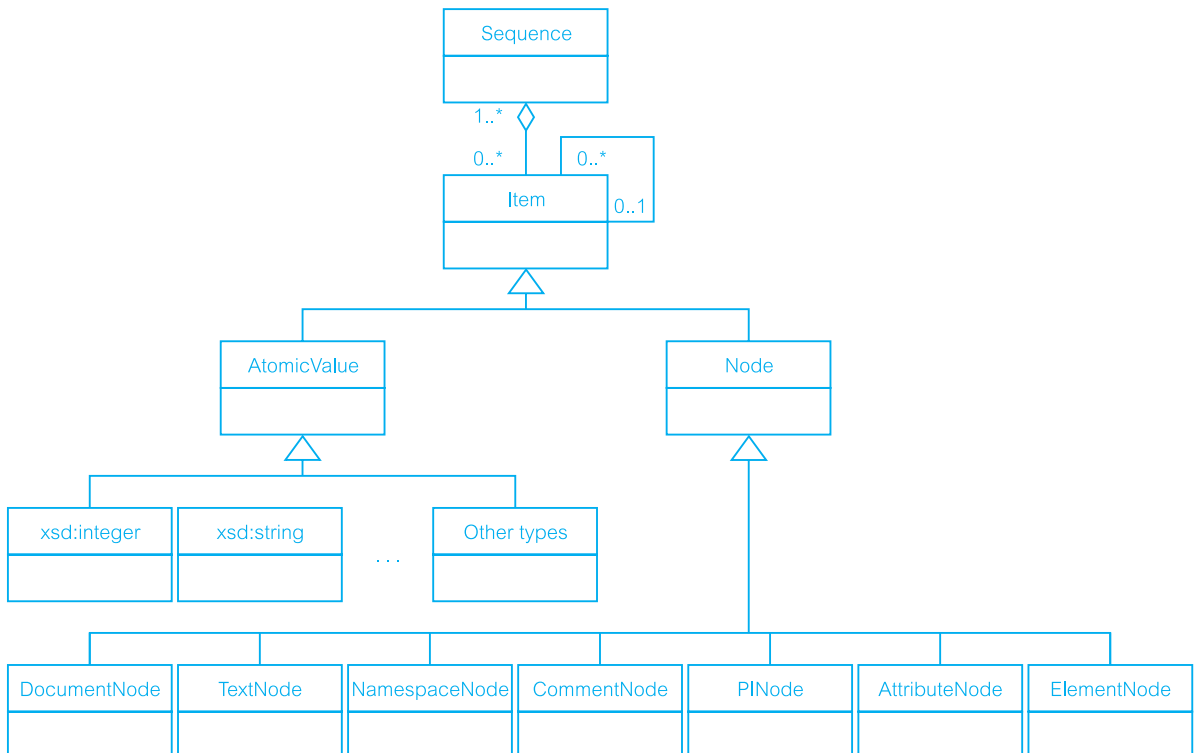 Sequence
1..*
0..*
0..*
Item
0..1
AtomicValue
Node
xsd:integer
xsd:string
...
Other types
DocumentNode
TextNode
NamespaceNode
CommentNode
PINode
AttributeNode
ElementNode